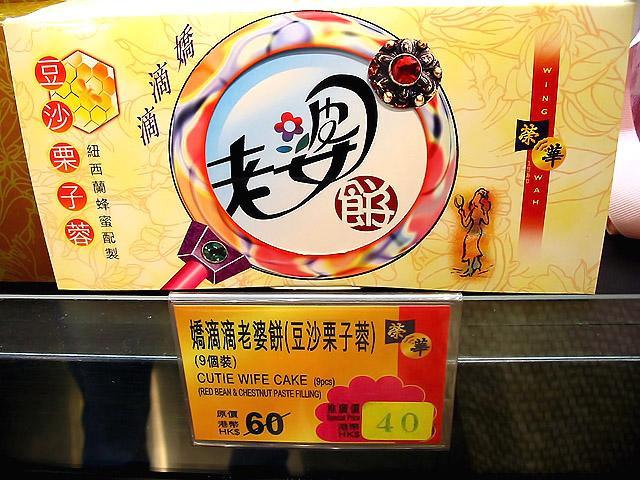 嬌滴滴
老婆
餅
豆沙栗子蓉
紐西蘭蜂蜜配製
WING WAH
榮華
嬌滴滴老婆餅(豆沙栗子蓉)
(9個裝)
CUTIE WIFE CAKE (9pcs)
(RED BEAN & CHESTNUT PASTE FILLING)
榮華
原價
港幣
HK$ 60
推廣價
Special Price
港幣
HK$ 40